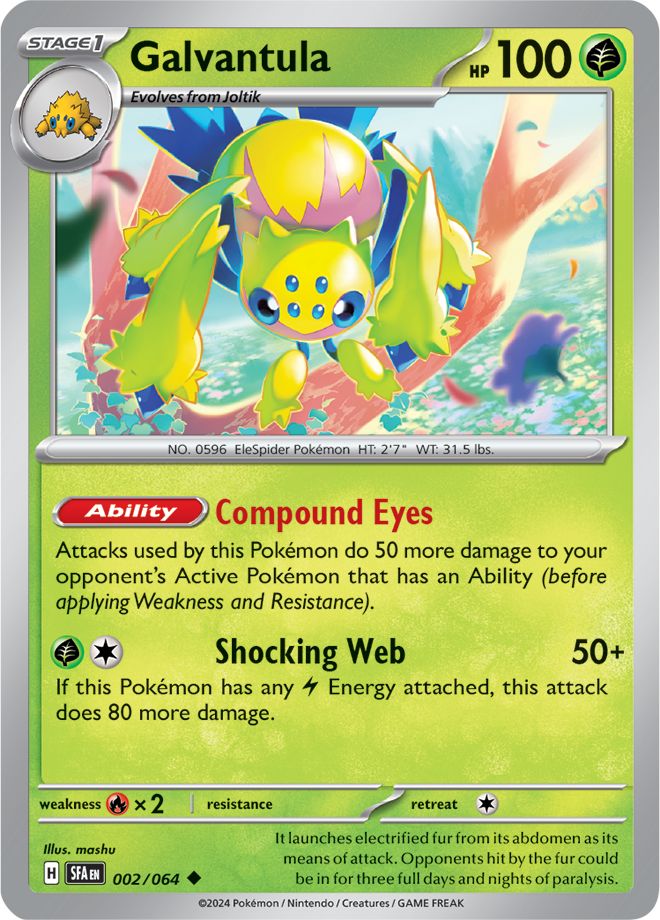 STAGE 1
Galvantula
HP 100
Evolves from Joltik
NO. 0596 EleSpider Pokémon HT: 2'7" WT: 31.5 lbs.
Ability Compound Eyes
Attacks used by this Pokémon do 50 more damage to your
opponent's Active Pokémon that has an Ability (before
applying Weakness and Resistance).
Shocking Web 50+
If this Pokémon has any Energy attached, this attack
does 80 more damage.
weakness ×2 resistance retreat
Illus. mashu
It launches electrified fur from its abdomen as its
means of attack. Opponents hit by the fur could
be in for three full days and nights of paralysis.
H SFA EN 002/064
©2024 Pokémon / Nintendo / Creatures / GAME FREAK